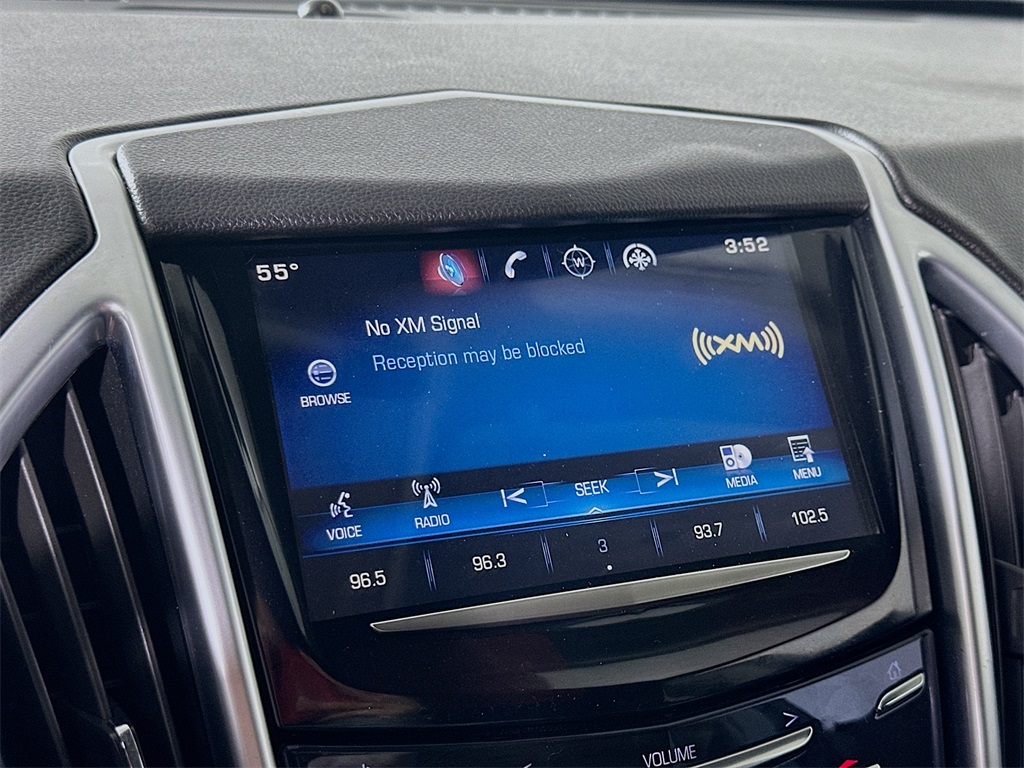 55°
W
3:52
No XM Signal
Reception may be blocked
((XM))
BROWSE
VOICE
RADIO
SEEK
MEDIA
MENU
96.5
96.3
3
93.7
102.5
VOLUME